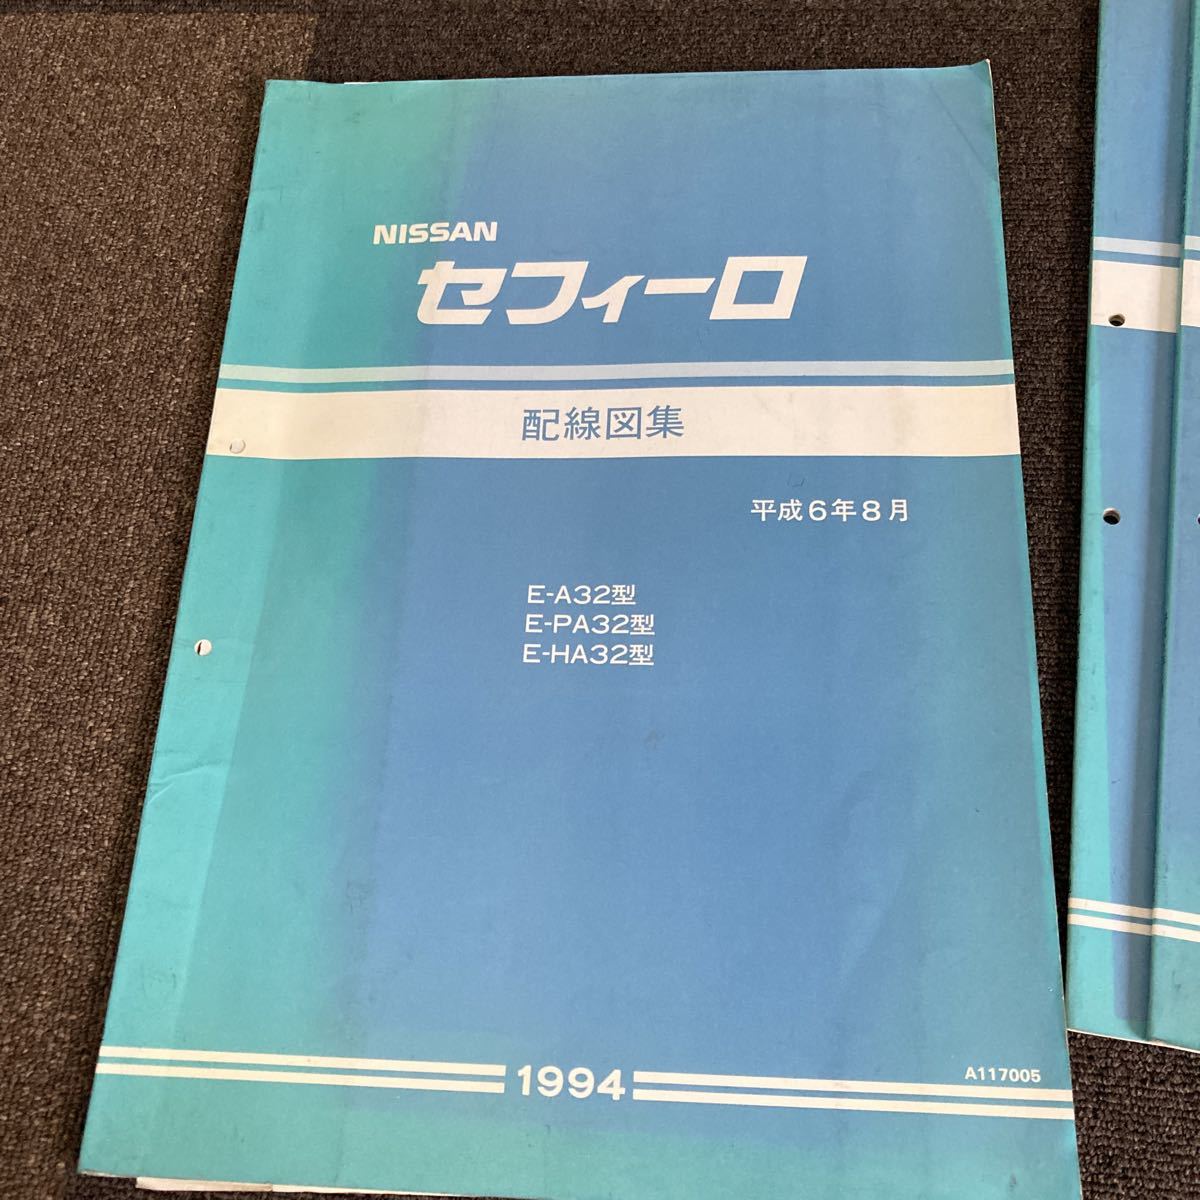 NISSAN
セフィーロ
配線図集
平成6年8月
E-A32型
E-PA32型
E-HA32型
1994
A117005